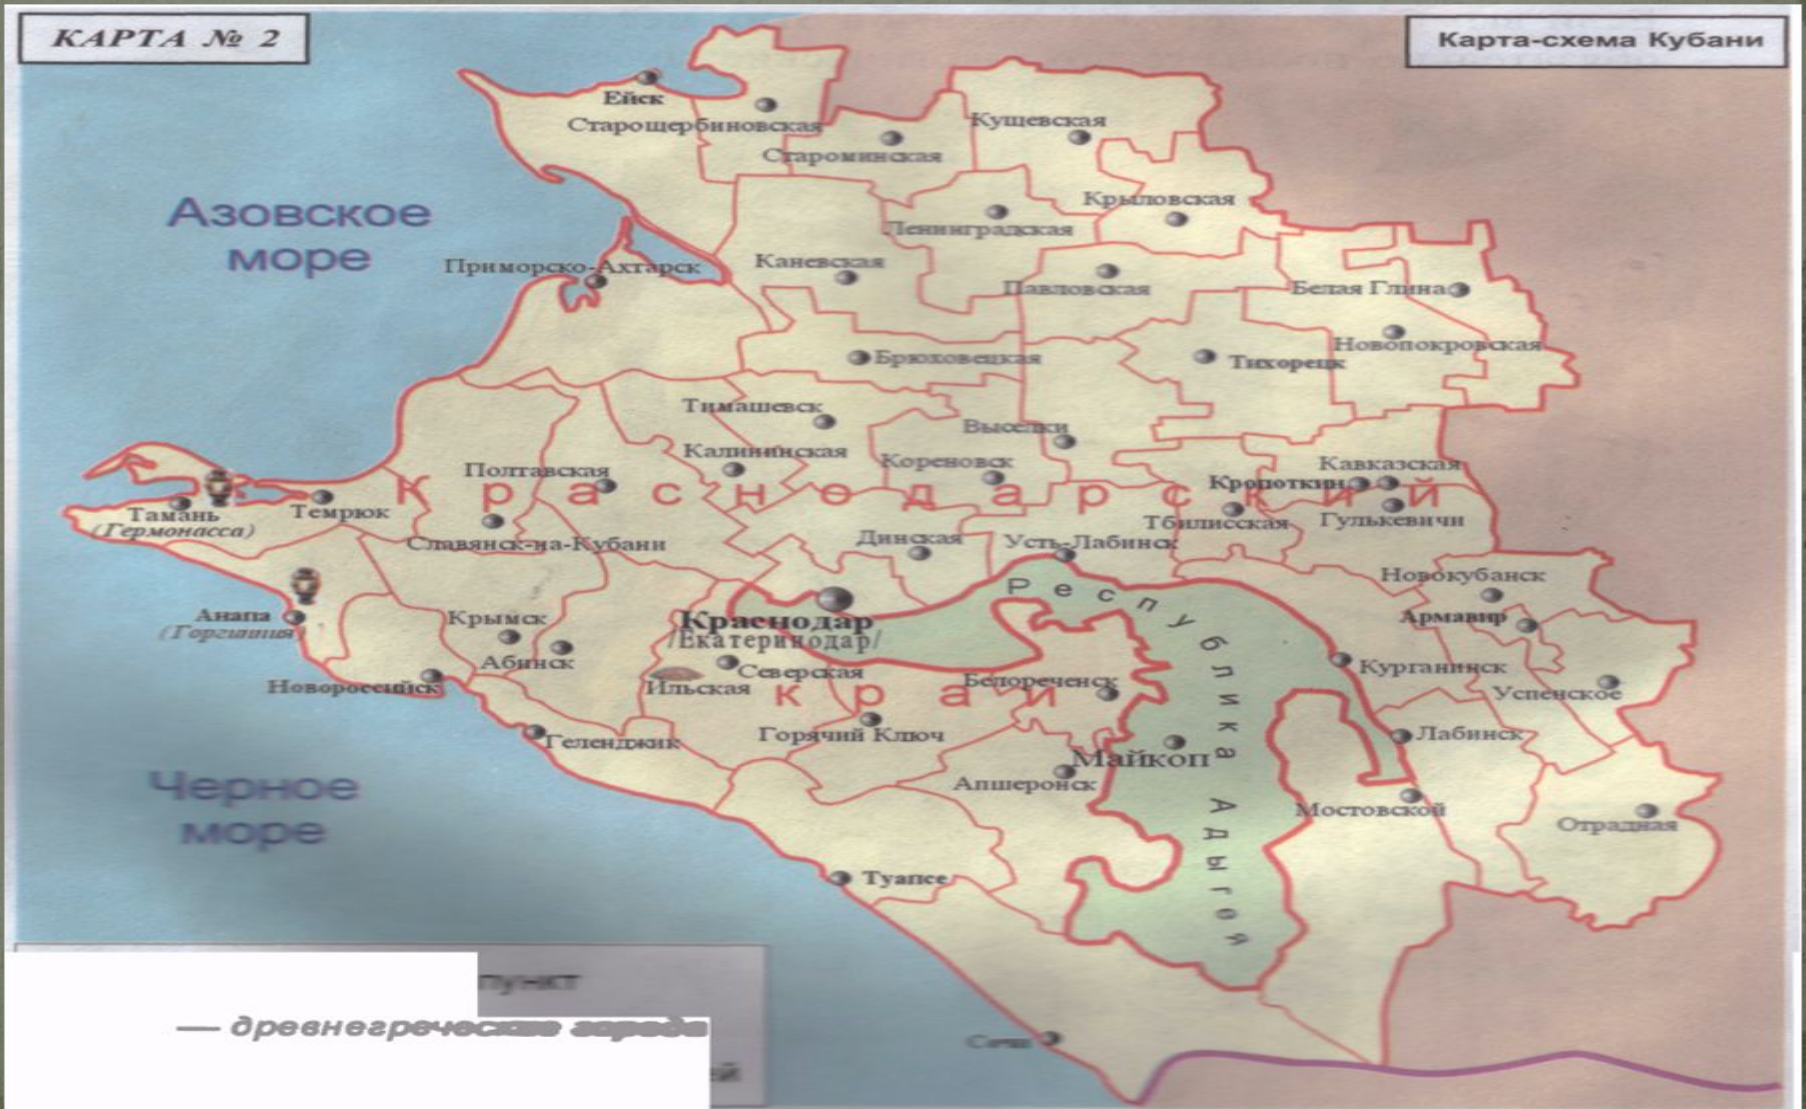 КАРТА № 2
Карта-схема Кубани
Ейск
Старощербиновская
Староминская
Кущевская
Азовское
море
Крыловская
Ленинградская
Приморско-Ахтарск
Каневская
Павловская
Белая Глина
Новопокровская
Брюховецкая
Тихорецк
Тимашевск
Выселки
Калининская
Кореновск
Полтавская
Кавказская
Кропоткин
Краснодарский
Тамань
(Гермонасса)
Темрюк
Тбилисская
Гулькевичи
Славянск-на-Кубани
Динская
Усть-Лабинск
Новокубанск
Республика Адыгея
Анапа
(Горгиппия)
Крымск
Краснодар
/Екатеринодар/
Армавир
Абинск
Северская
Курганинск
Новороссийск
Ильская
край
Белореченск
Успенское
Геленджик
Горячий Ключ
Лабинск
Майкоп
Черное
море
Апшеронск
Мостовской
Отрадная
Туапсе
пункт
— древнегреческие города
Сочи
ей